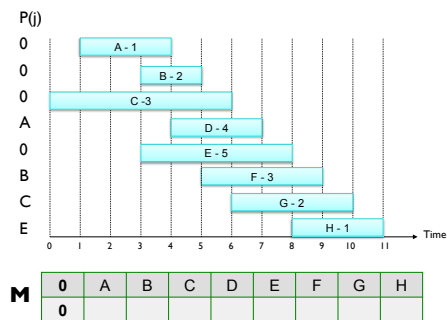 P(j)
0 A - 1
0 B - 2
0 C -3
A D - 4
0 E - 5
B F - 3
C G - 2
E H - 1
0 1 2 3 4 5 6 7 8 9 10 11 Time
M 0 A B C D E F G H
0